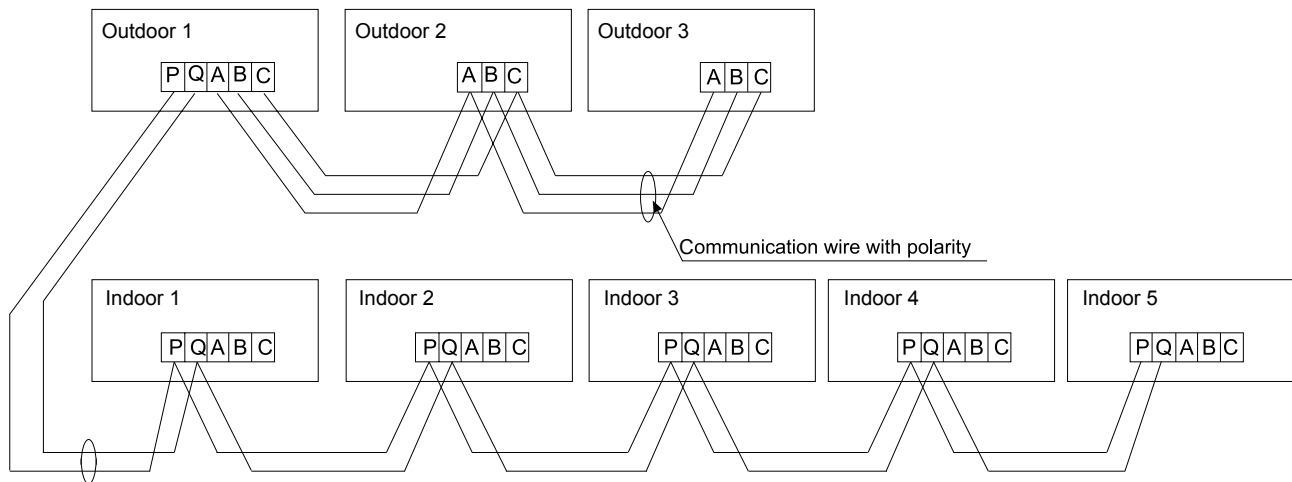 Outdoor 1
Outdoor 2
Outdoor 3
P Q A B C
A B C
A B C
Communication wire with polarity
Indoor 1
Indoor 2
Indoor 3
Indoor 4
Indoor 5
P Q A B C
P Q A B C
P Q A B C
P Q A B C
P Q A B C